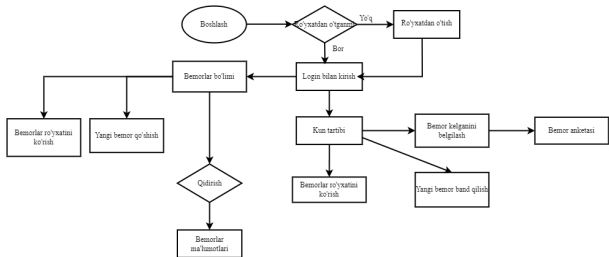 Boshlash
Ro'yxatdan o'tganmi
Yo'q
Ro'yxatdan o'tish
Bor
Bemorlar bo'limi
Login bilan kirish
Bemorlar ro'yxatini
ko'rish
Yangi bemor qo'shish
Kun tartibi
Bemor kelganini
belgilash
Bemor anketasi
Qidirish
Bemorlar ro'yxatini
ko'rish
Yangi bemor band qilish
Bemorlar
ma'lumotlari